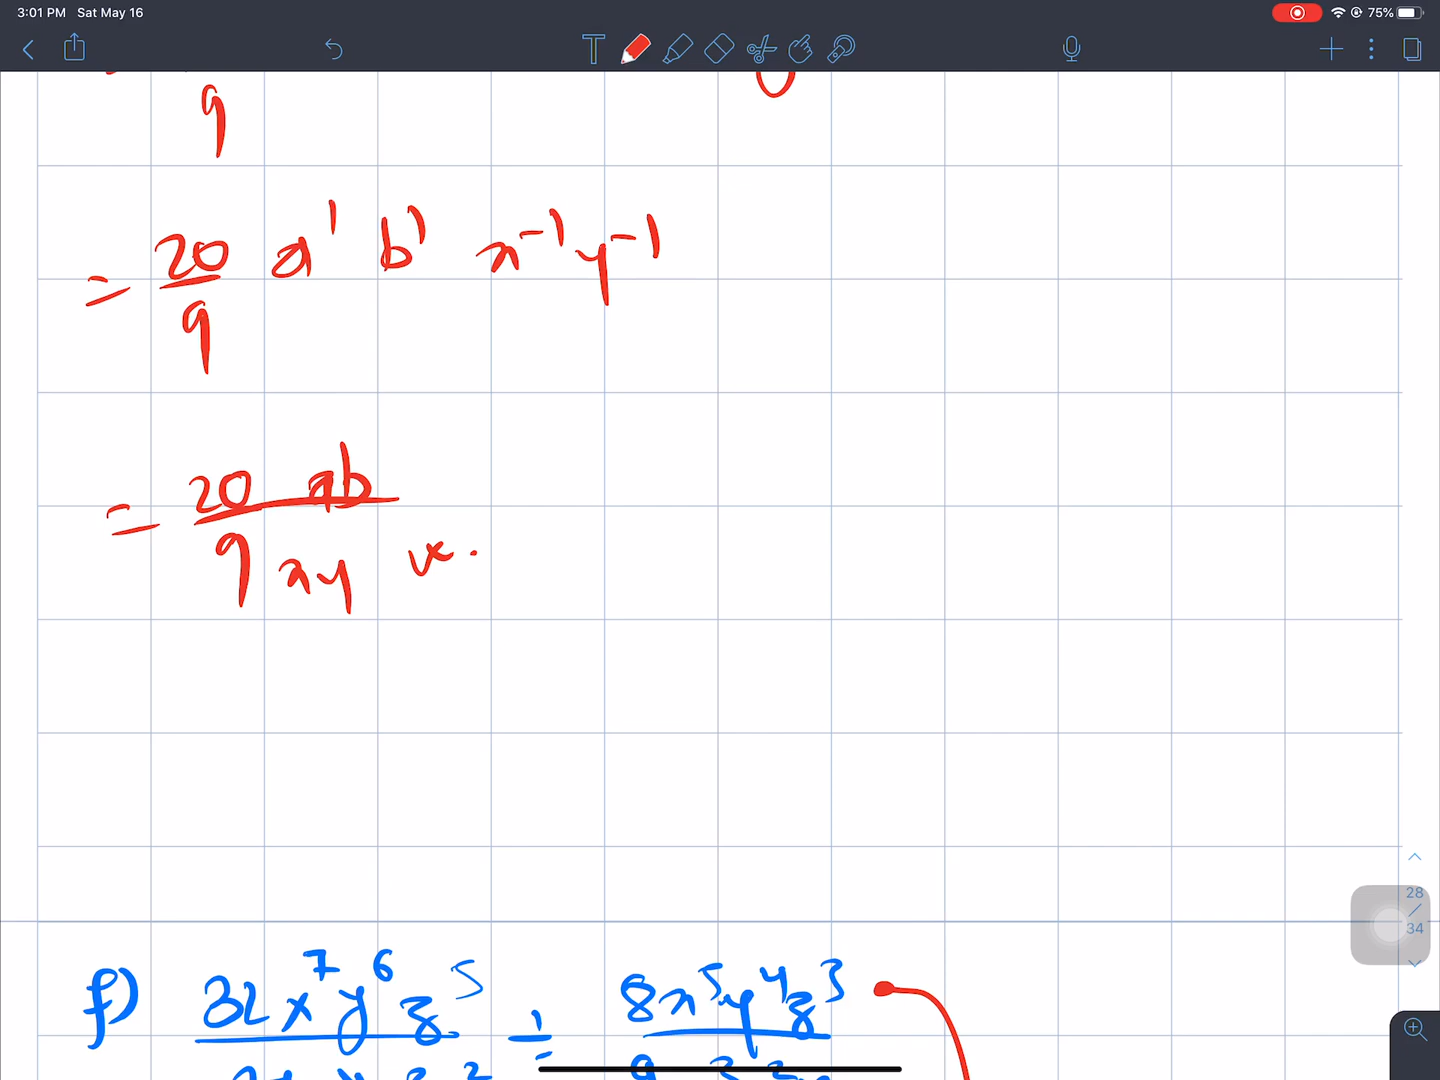 3:01 PM Sat May 16 75%
9
= 20/9 a¹ b¹ x⁻¹ y⁻¹
= 20 ab / 9 xy
28 / 34
f) 32x⁷y⁶z⁵ ÷ 8x⁵y⁴z³